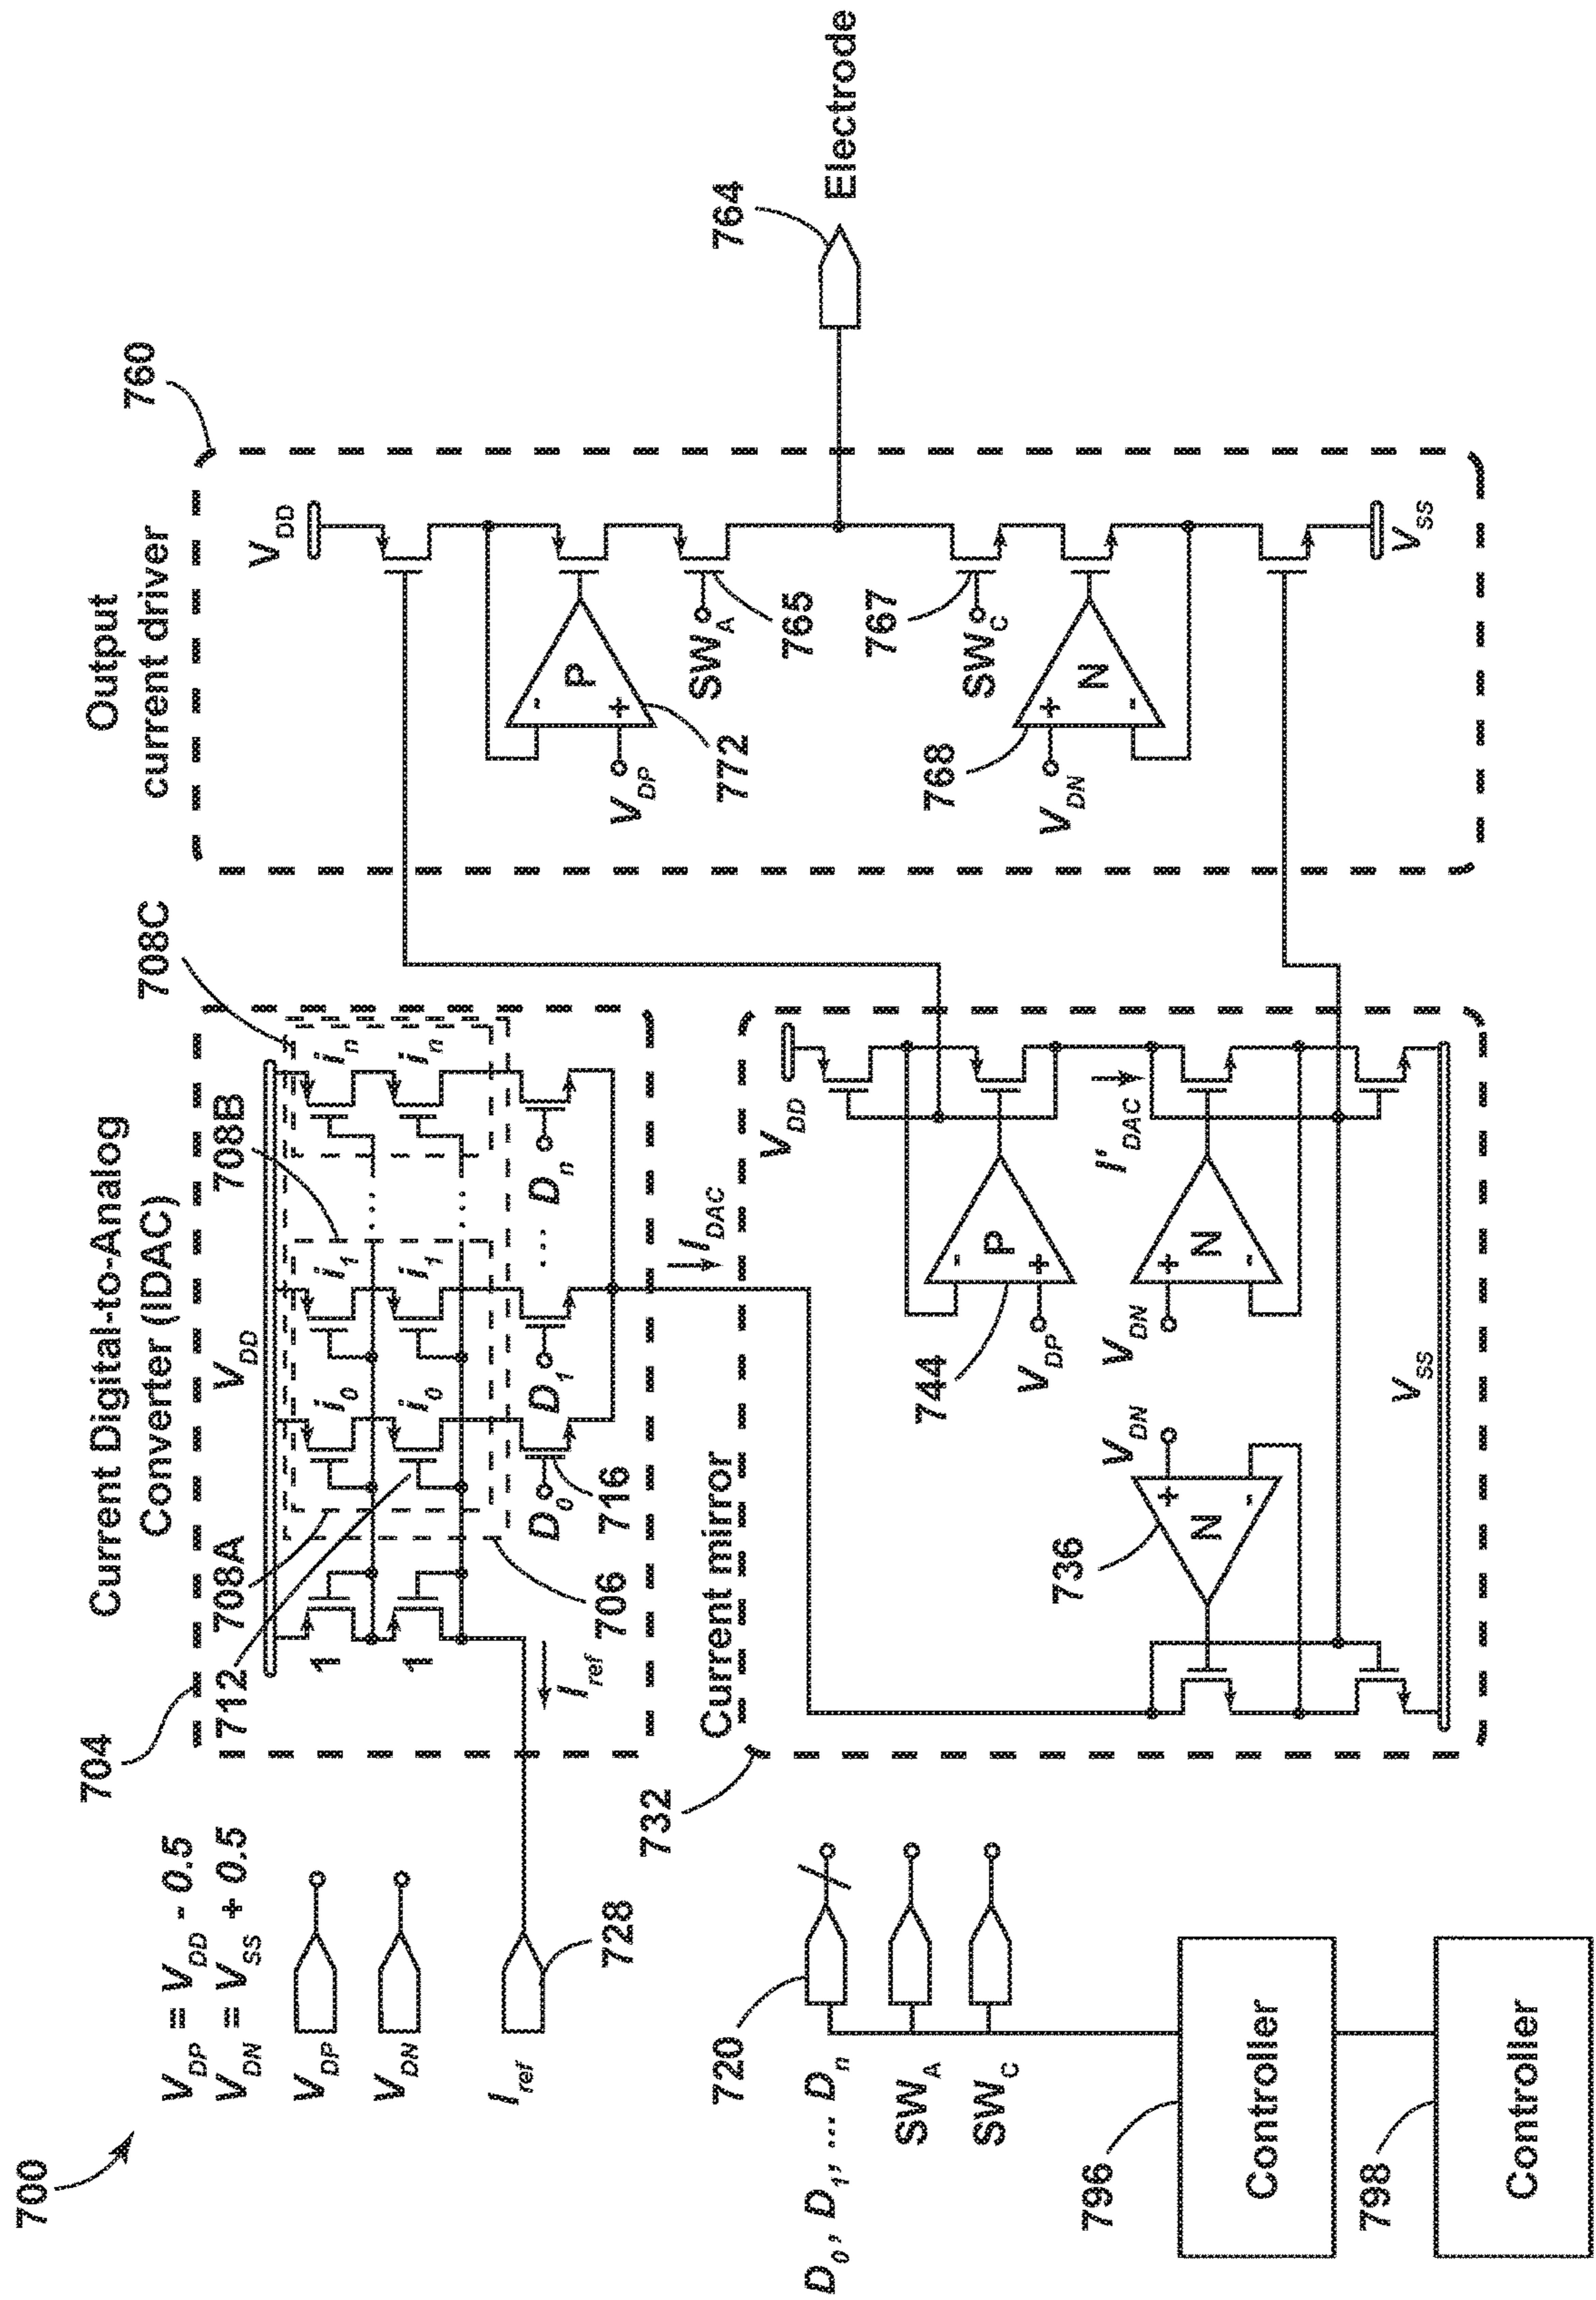 700
V_DP = V_DD - 0.5
V_DN = V_SS + 0.5
V_DP
V_DN
I_ref
728
720
D_0, D_1, ... D_n
SW_A
SW_C
796
Controller
798
Controller
Current Digital-to-Analog
Converter (IDAC)
704
712
708A
708B
708C
V_DD
1
1
i_0
i_0
i_1
i_1
i_n
i_n
...
...
I_ref
706
D_0
716
D_1
...
D_n
I_DAC
Current mirror
732
736
N
+
-
V_DN
744
P
-
+
V_DP
V_DD
I'_DAC
V_DN
N
+
-
V_SS
Output
current driver
760
V_DD
P
-
+
V_DP
772
SW_A
765
767
SW_C
768
N
+
-
V_DN
V_SS
764
Electrode